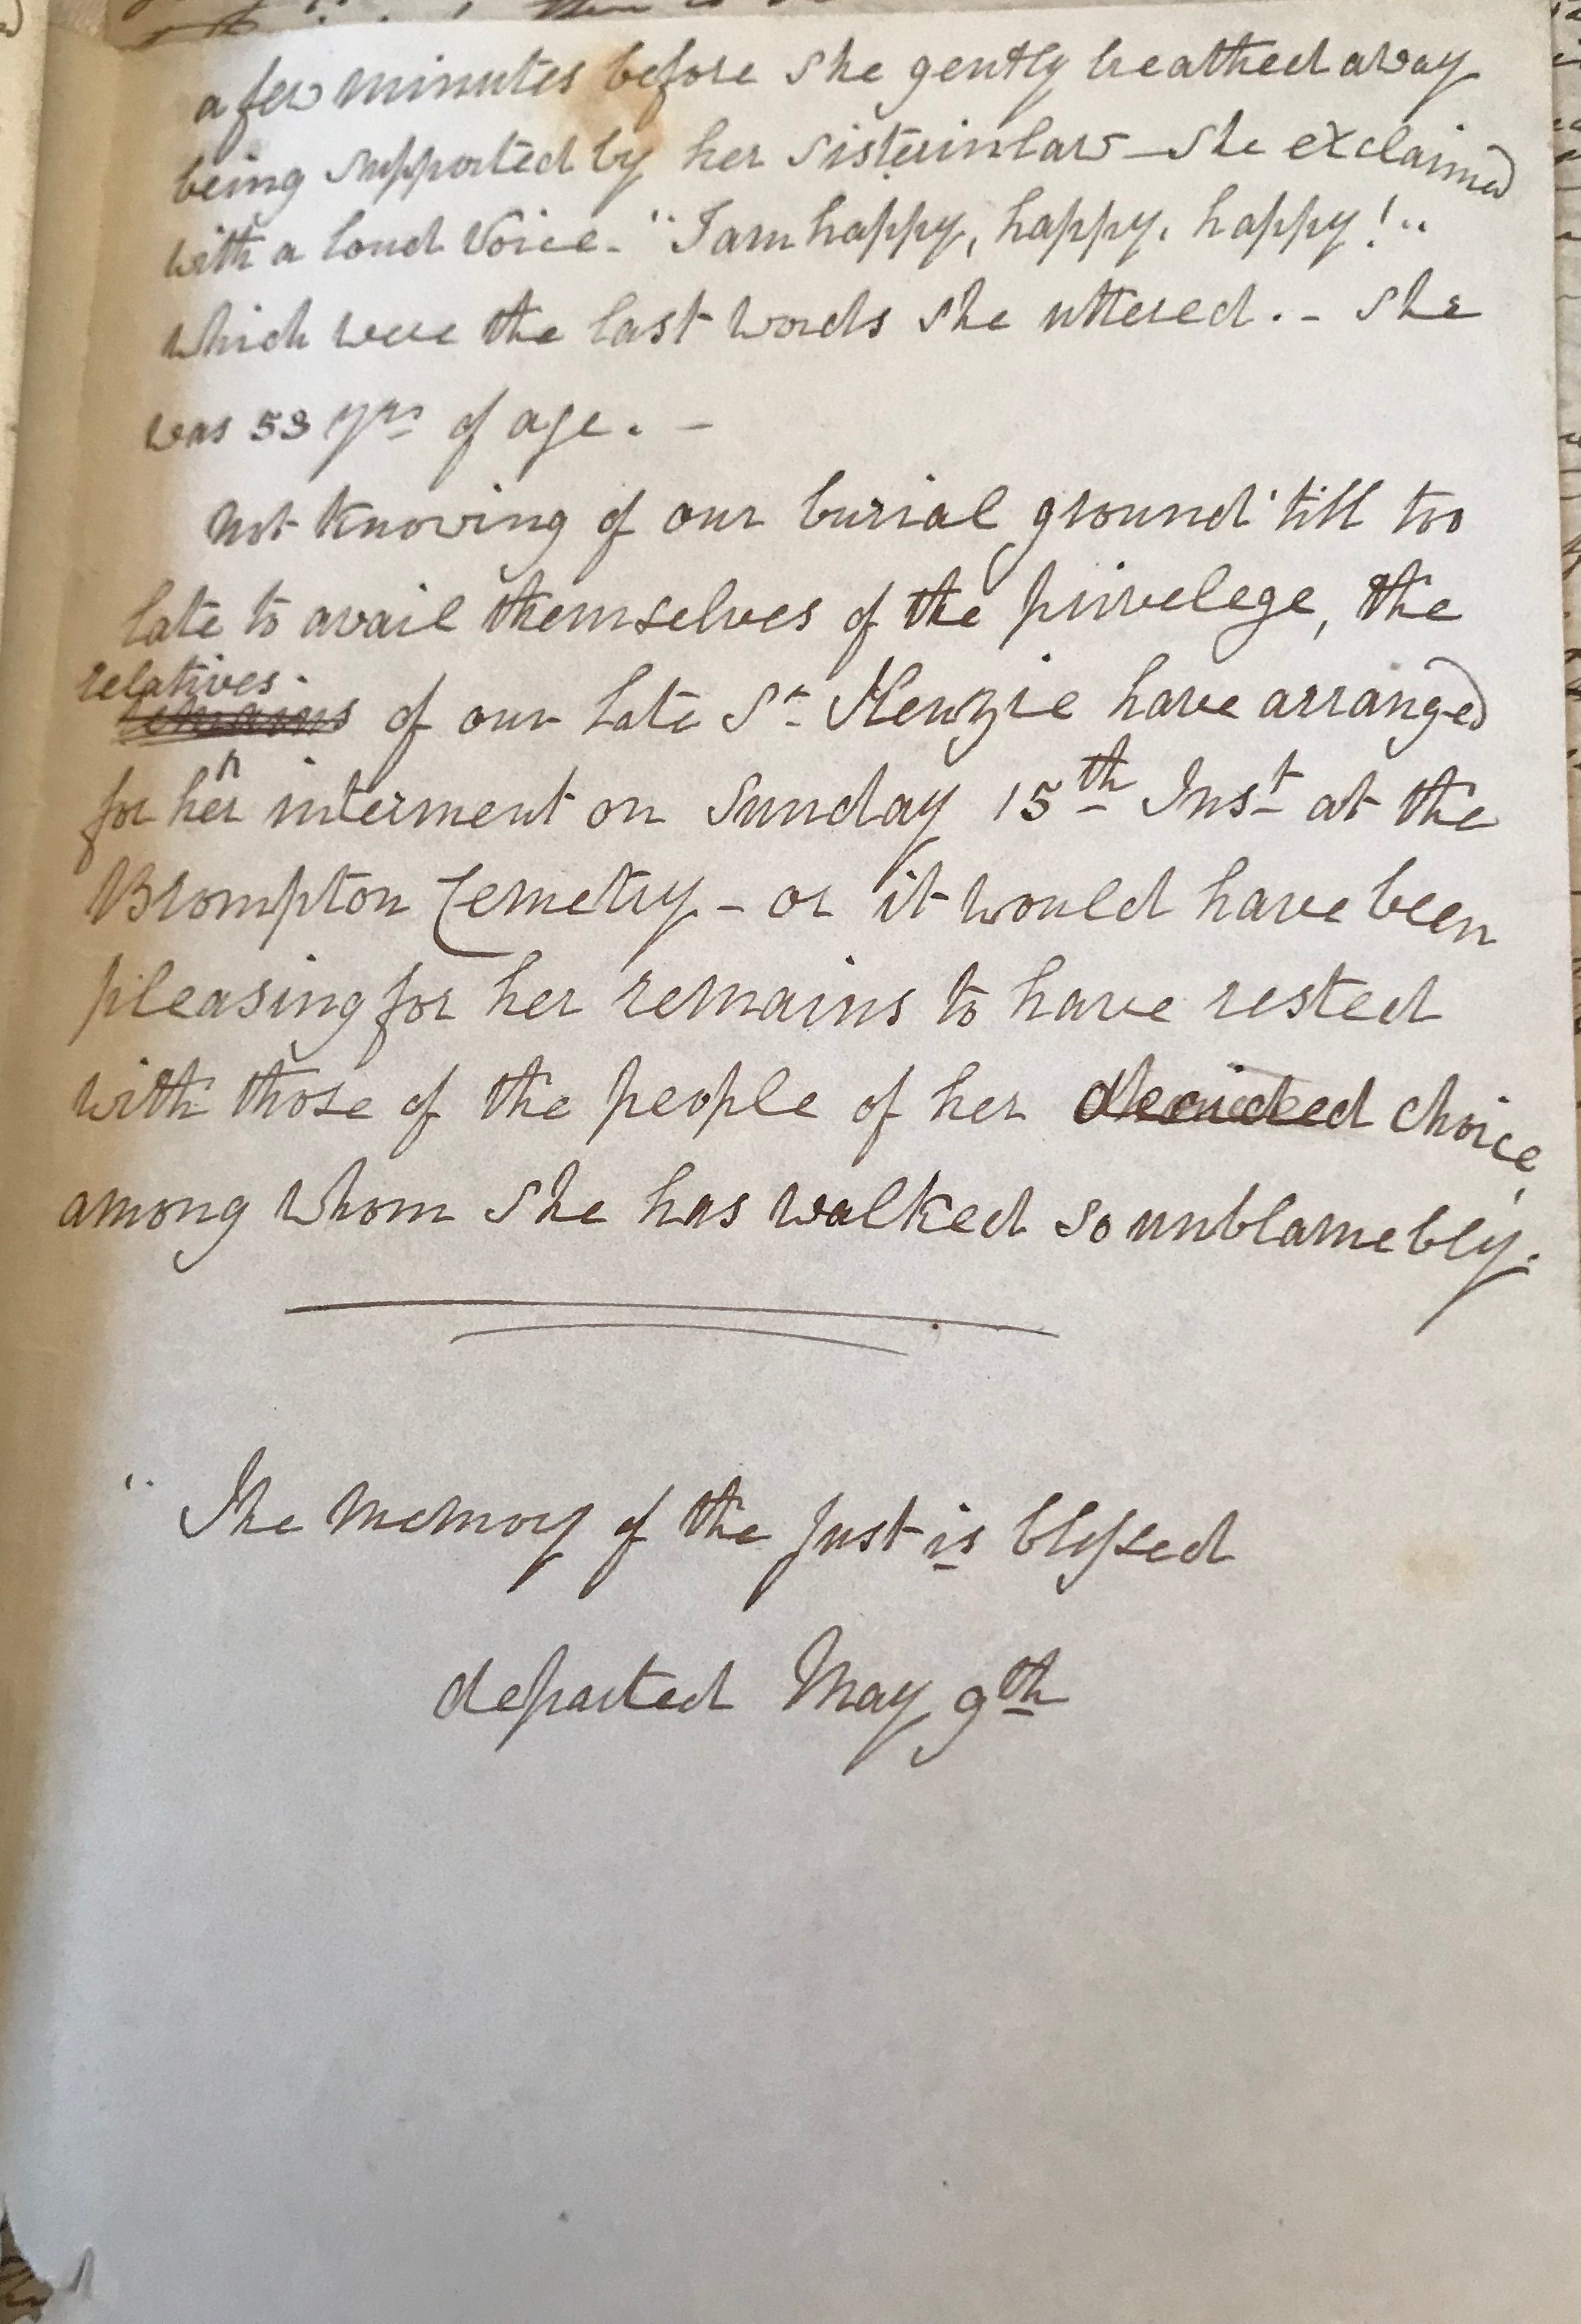 a few minutes before she gently breathed away
being supported by her sisterinlaw — she exclaimed
with a loud voice - "I am happy, happy, happy!"
which were the last words she uttered. - she
was 53 yrs of age. -
Not knowing of our burial ground 'till too
late to avail themselves of the privelege, the
relatives
remains of our late Sr. Kenzie have arranged
for her interment on Sunday 15th Inst at the
Brompton Cemetry - or it would have been
pleasing for her remains to have rested
with those of the people of her decided choice,
among whom she has walked so unblamebly.
"The Memory of the Just is blessed
departed May 9th